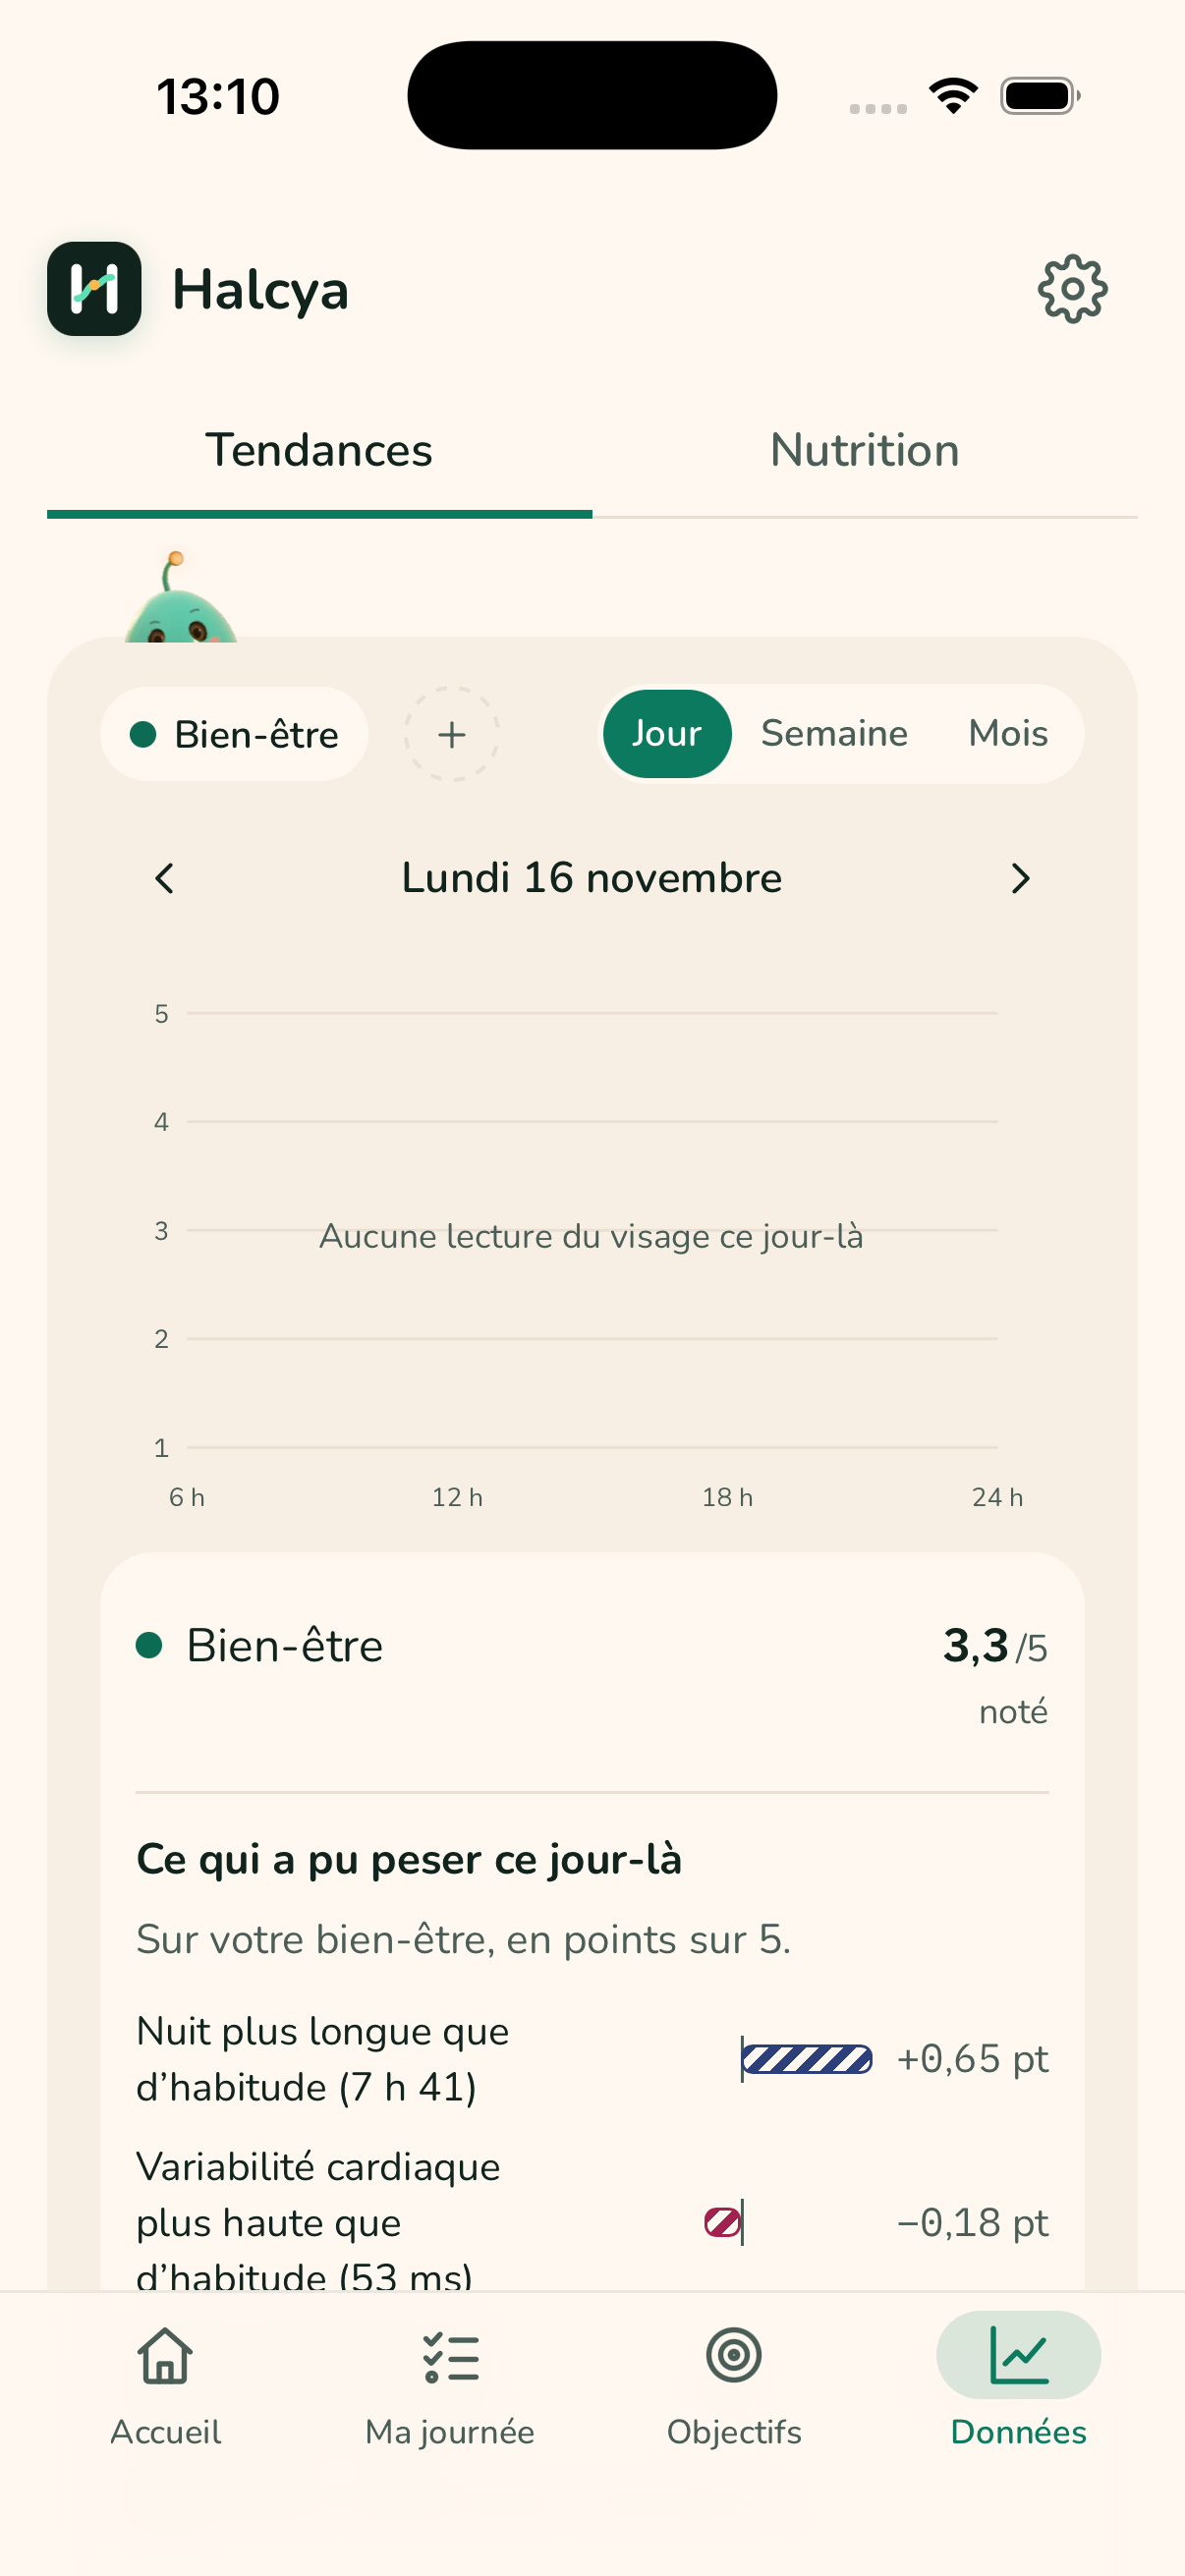 13:10
Halcya
Tendances
Nutrition
Bien-être
+
Jour
Semaine
Mois
Lundi 16 novembre
5
4
3
Aucune lecture du visage ce jour-là
2
1
6 h
12 h
18 h
24 h
Bien-être
3,3 /5
noté
Ce qui a pu peser ce jour-là
Sur votre bien-être, en points sur 5.
Nuit plus longue que
d’habitude (7 h 41)
+0,65 pt
Variabilité cardiaque
plus haute que
d’habitude (53 ms)
−0,18 pt
Accueil
Ma journée
Objectifs
Données